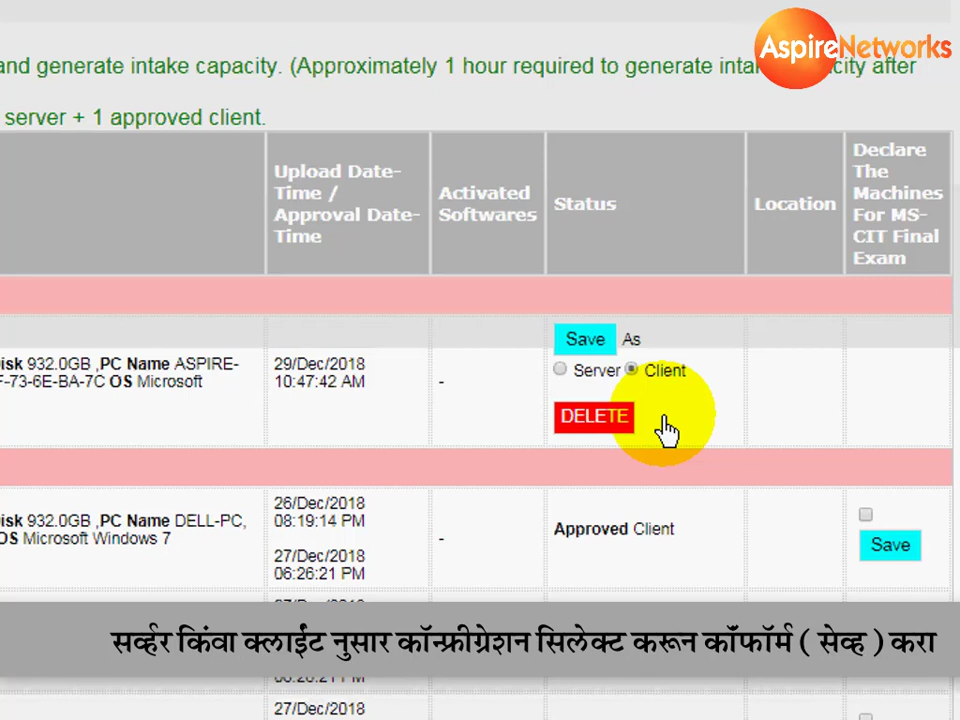 AspireNetworks
and generate intake capacity. (Approximately 1 hour required to generate after
server + 1 approved client.
Upload Date-
Time /
Approval Date-
Time
Activated
Softwares
Status
Location
Declare
The
Machines
For MS-
CIT Final
Exam
Disk 932.0GB ,PC Name ASPIRE-
F-73-6E-BA-7C OS Microsoft
29/Dec/2018
10:47:42 AM
-
Save As
Server Client
DELETE
Disk 932.0GB ,PC Name DELL-PC,
OS Microsoft Windows 7
26/Dec/2018
08:19:14 PM
27/Dec/2018
06:26:21 PM
-
Approved Client
Save
सर्व्हर किंवा क्लाईंट नुसार कॉन्फ्रीग्रेशन सिलेक्ट करून कॉंफॉर्म ( सेव्ह ) करा
27/Dec/2018